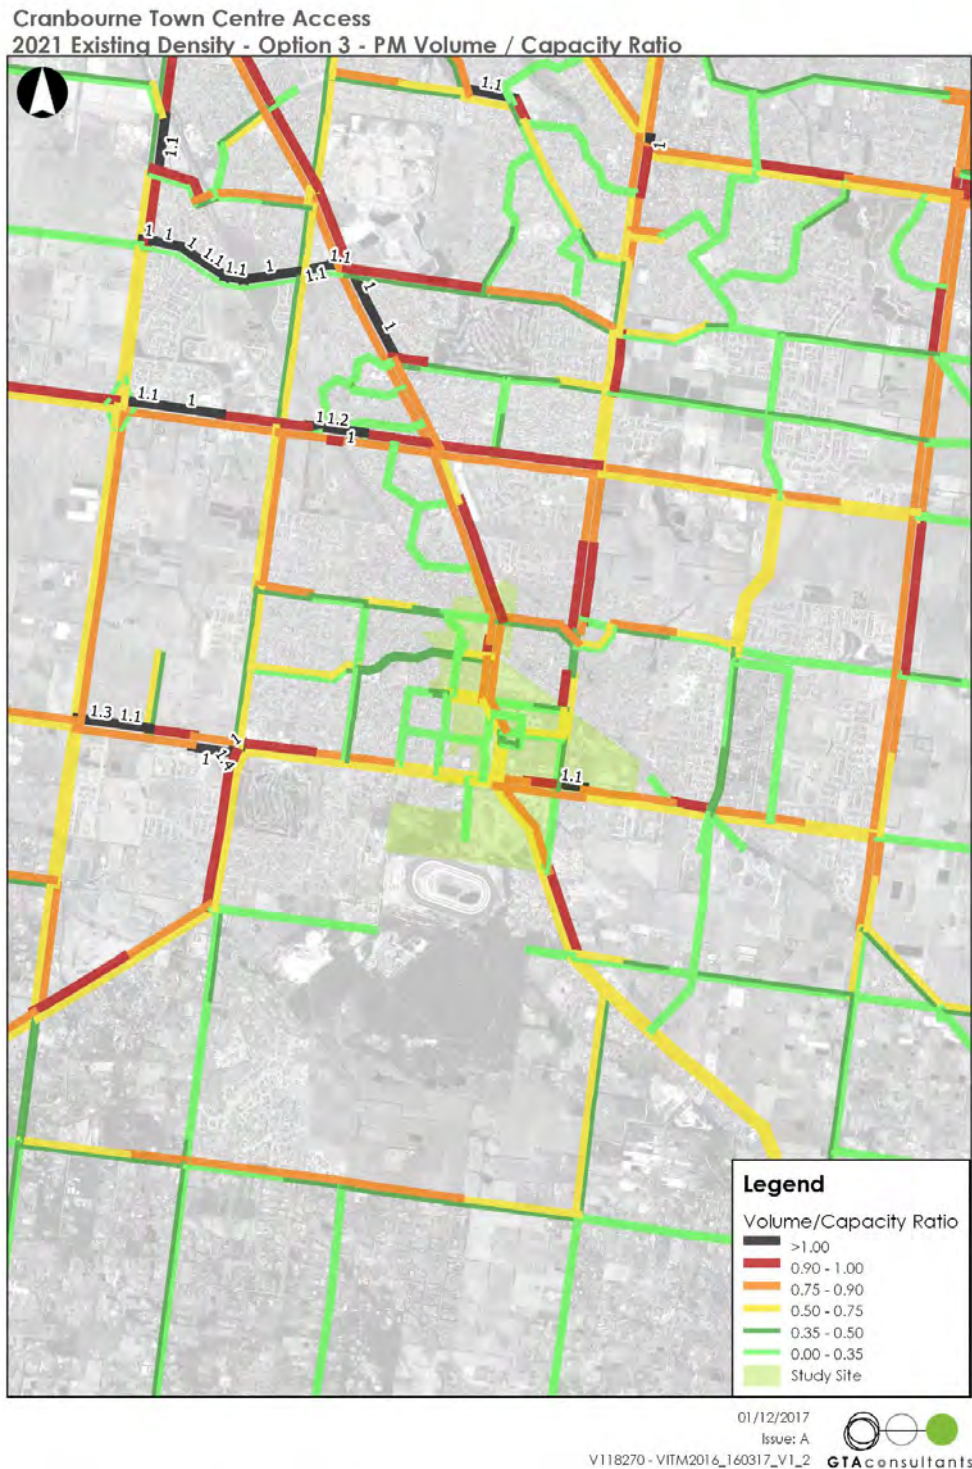 Cranbourne Town Centre Access
2021 Existing Density - Option 3 - PM Volume / Capacity Ratio
1.1
1.1
1
1 1 1 1.1 1.1 1 1.1 1.1
1
1
1.1 1
1 1.2
1
1.3 1.1
1
1 1.4
1.1
Legend
Volume/Capacity Ratio
>1.00
0.90 - 1.00
0.75 - 0.90
0.50 - 0.75
0.35 - 0.50
0.00 - 0.35
Study Site
01/12/2017
Issue: A
V118270 - VITM2016_160317_V1_2
GTAconsultants